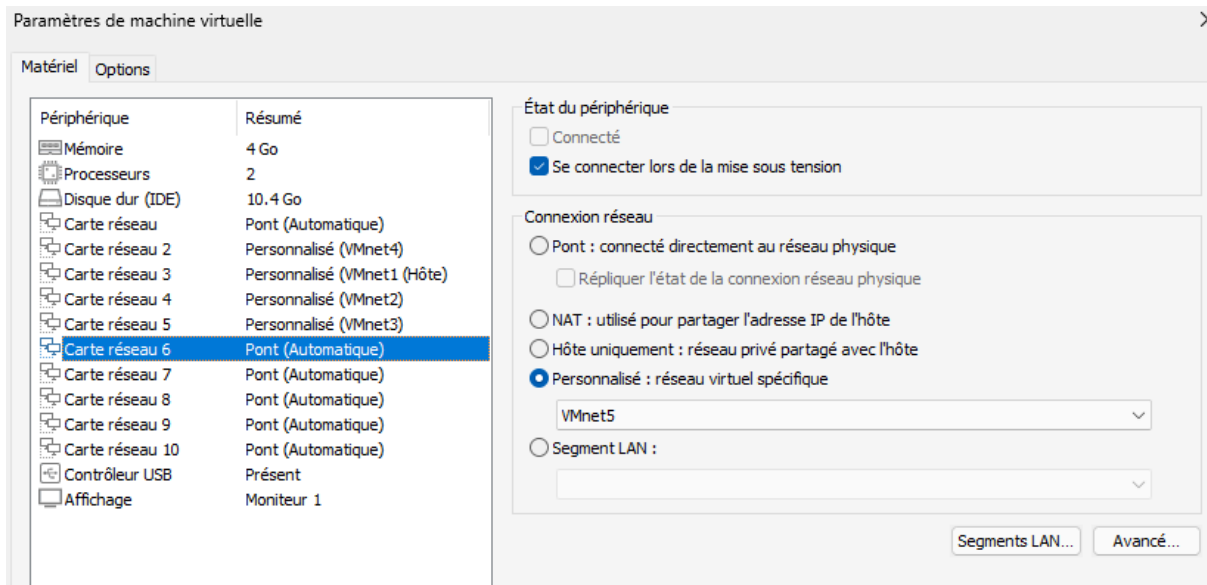 Paramètres de machine virtuelle
Matériel Options
Périphérique Résumé
Mémoire 4 Go
Processeurs 2
Disque dur (IDE) 10.4 Go
Carte réseau Pont (Automatique)
Carte réseau 2 Personnalisé (VMnet4)
Carte réseau 3 Personnalisé (VMnet1 (Hôte)
Carte réseau 4 Personnalisé (VMnet2)
Carte réseau 5 Personnalisé (VMnet3)
Carte réseau 6 Pont (Automatique)
Carte réseau 7 Pont (Automatique)
Carte réseau 8 Pont (Automatique)
Carte réseau 9 Pont (Automatique)
Carte réseau 10 Pont (Automatique)
Contrôleur USB Présent
Affichage Moniteur 1
État du périphérique
Connecté
Se connecter lors de la mise sous tension
Connexion réseau
Pont : connecté directement au réseau physique
Répliquer l'état de la connexion réseau physique
NAT : utilisé pour partager l'adresse IP de l'hôte
Hôte uniquement : réseau privé partagé avec l'hôte
Personnalisé : réseau virtuel spécifique
VMnet5
Segment LAN :
Segments LAN... Avancé...